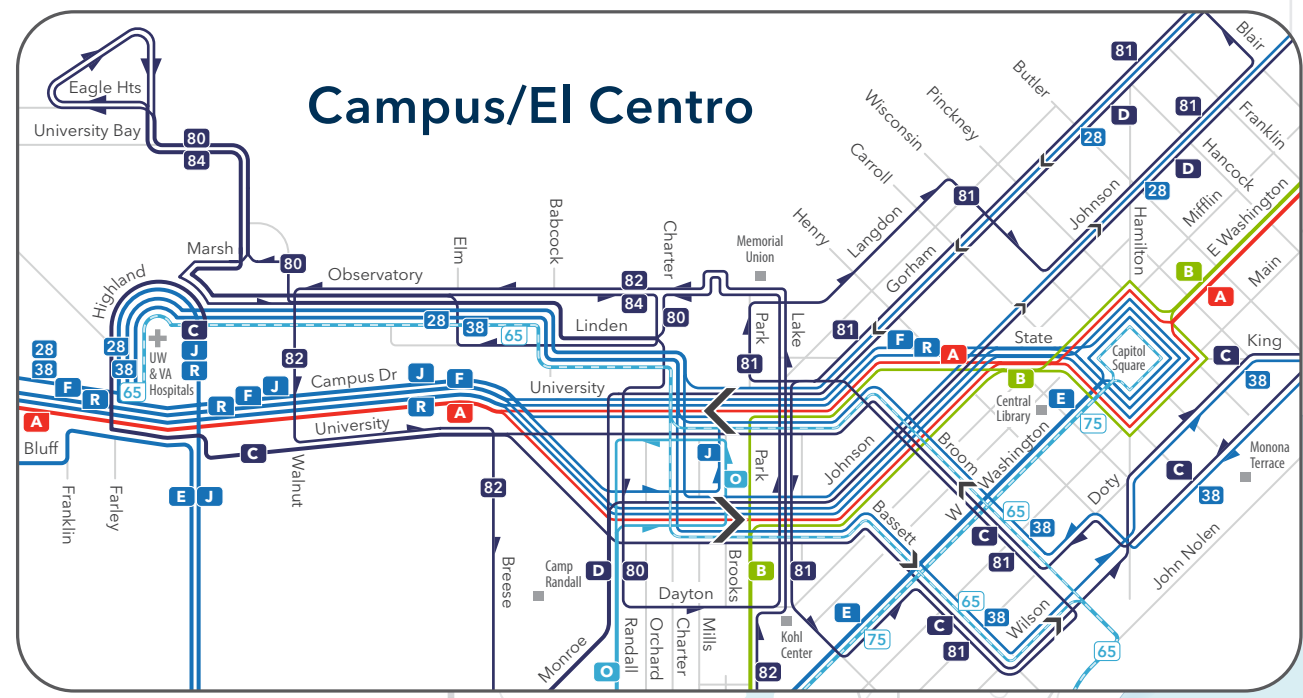 Campus/El Centro
Eagle Hts
University Bay
80
84
Marsh
80
Highland
Observatory
Elm
Babcock
Charter
82
84
80
Memorial
Union
Henry
Langdon
Carroll
Wisconsin
Pinckney
Butler
81
81
D
28
81
D
28
Blair
Franklin
Hancock
Mifflin
E Washington
Hamilton
Johnson
Main
B
A
King
C
38
Gorham
81
F
R
A
State
B
Capitol
Square
Central
Library
E
75
Linden
28
38
65
C
J
R
UW
& VA
Hospitals
28
38
65
28
38
F
R
A
Bluff
R
F
J
Campus Dr
J
F
R
A
University
University
C
82
82
Walnut
Breese
Franklin
Farley
E
J
Park
Lake
81
J
O
Park
Johnson
Broom
W Washington
Bassett
65
38
C
81
Doty
C
38
Monona
Terrace
John Nolen
Wilson
65
38
C
81
65
E
75
Camp
Randall
D
80
Brooks
B
81
Dayton
Monroe
Randall
Orchard
Charter
Mills
Kohl
Center
O
82